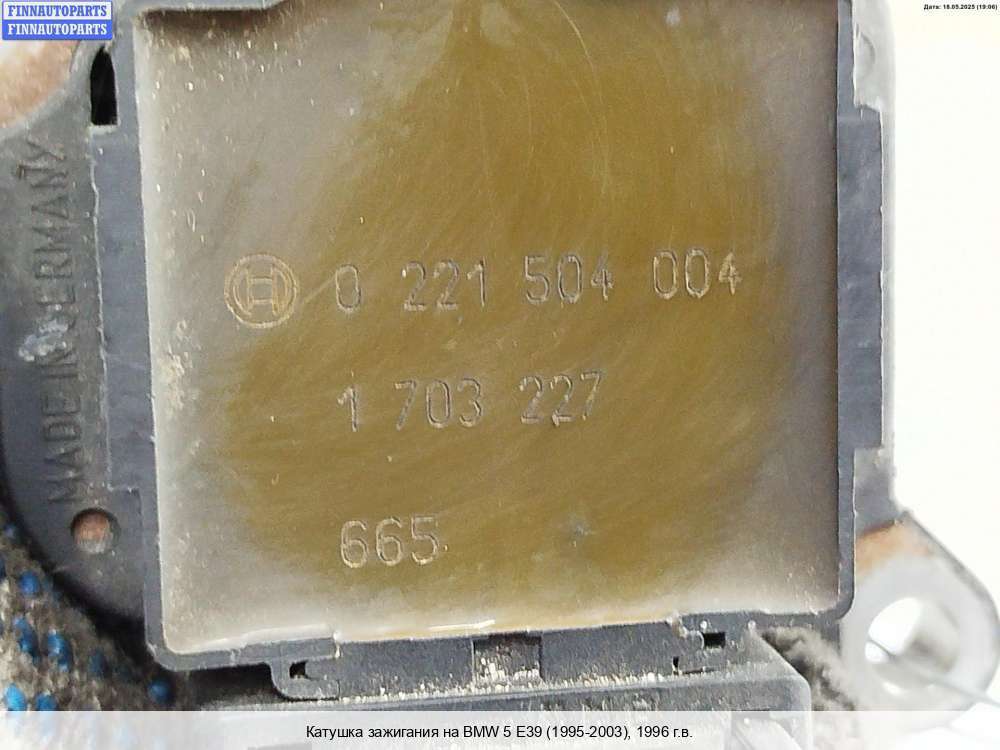 FINNAUTOPARTS
FINNAUTOPARTS
Дата: 18.05.2025 (19:06)
MADE IN GERMANY
0 221 504 004
1 703 227
665
Катушка зажигания на BMW 5 E39 (1995-2003), 1996 г.в.